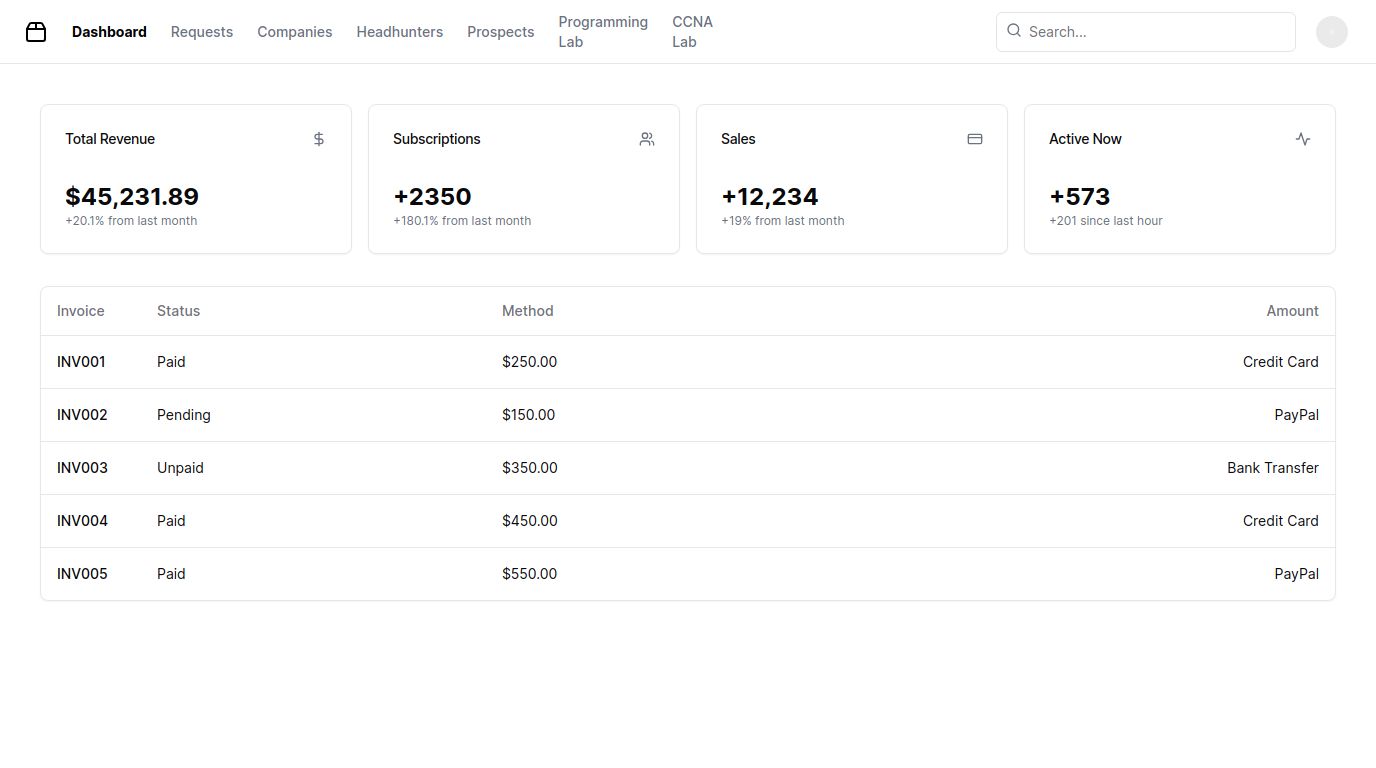 Dashboard Requests Companies Headhunters Prospects Programming Lab CCNA Lab Search...
Total Revenue
$45,231.89
+20.1% from last month
Subscriptions
+2350
+180.1% from last month
Sales
+12,234
+19% from last month
Active Now
+573
+201 since last hour
Invoice Status Method Amount
INV001 Paid $250.00 Credit Card
INV002 Pending $150.00 PayPal
INV003 Unpaid $350.00 Bank Transfer
INV004 Paid $450.00 Credit Card
INV005 Paid $550.00 PayPal